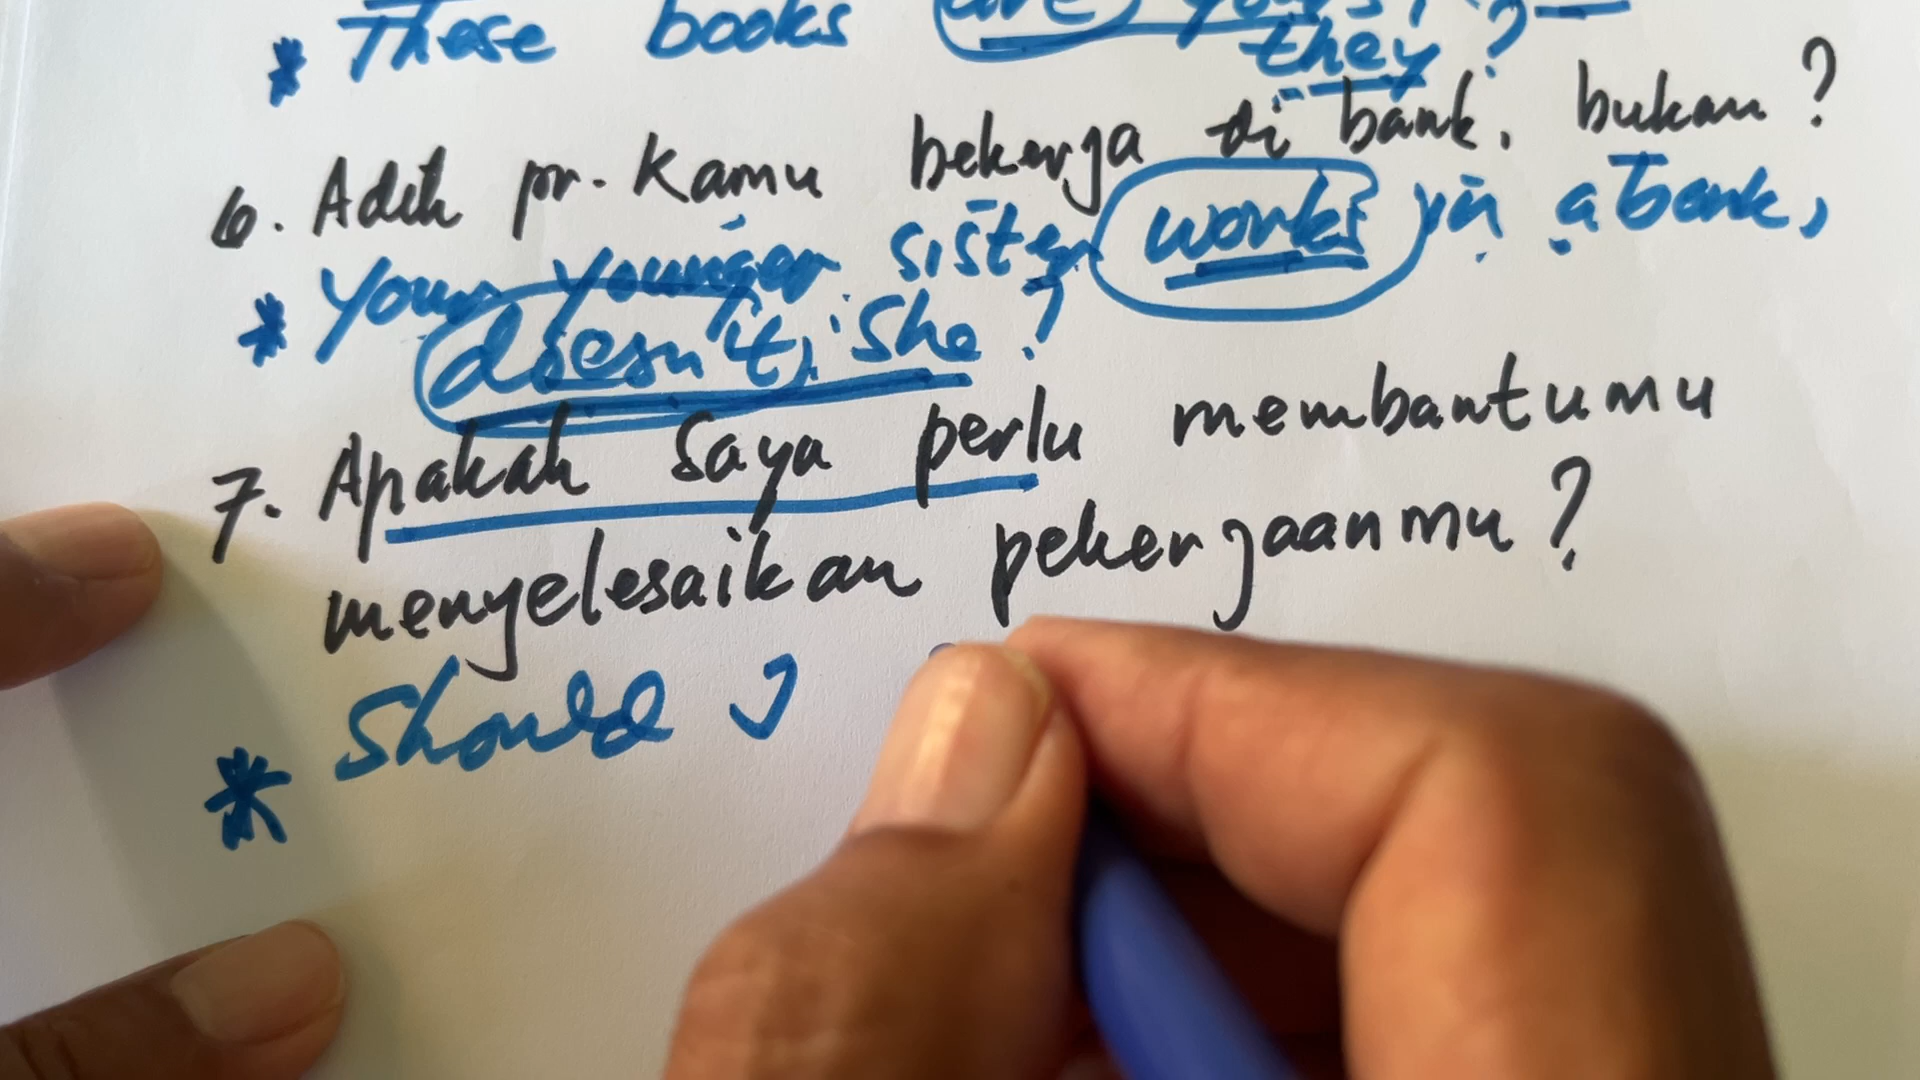 * These books are, yours,
they?
6. Adik pr. kamu bekerja di bank, bukan?
* Your younger sister works in a bank,
doesn't, she?
7. Apakah saya perlu membantumu
menyelesaikan pekerjaanmu?
* Should I